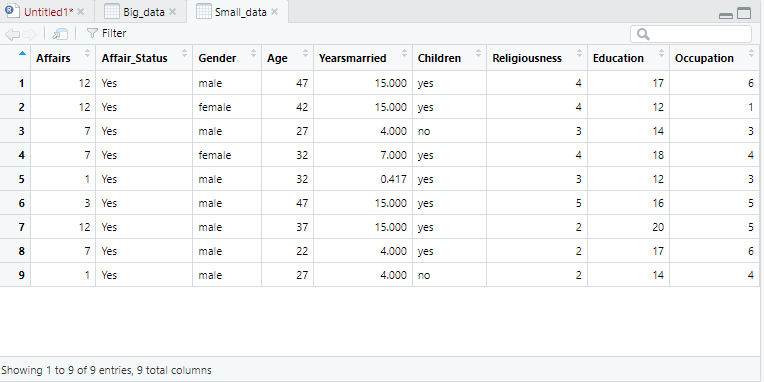 Untitled1* Big_data Small_data
Filter
Affairs Affair_Status Gender Age Yearsmarried Children Religiousness Education Occupation
1 12 Yes male 47 15.000 yes 4 17 6
2 12 Yes female 42 15.000 yes 4 12 1
3 7 Yes male 27 4.000 no 3 14 3
4 7 Yes female 32 7.000 yes 4 18 4
5 1 Yes male 32 0.417 yes 3 12 3
6 3 Yes male 47 15.000 yes 5 16 5
7 12 Yes male 37 15.000 yes 2 20 5
8 7 Yes male 22 4.000 yes 2 17 6
9 1 Yes male 27 4.000 no 2 14 4
Showing 1 to 9 of 9 entries, 9 total columns